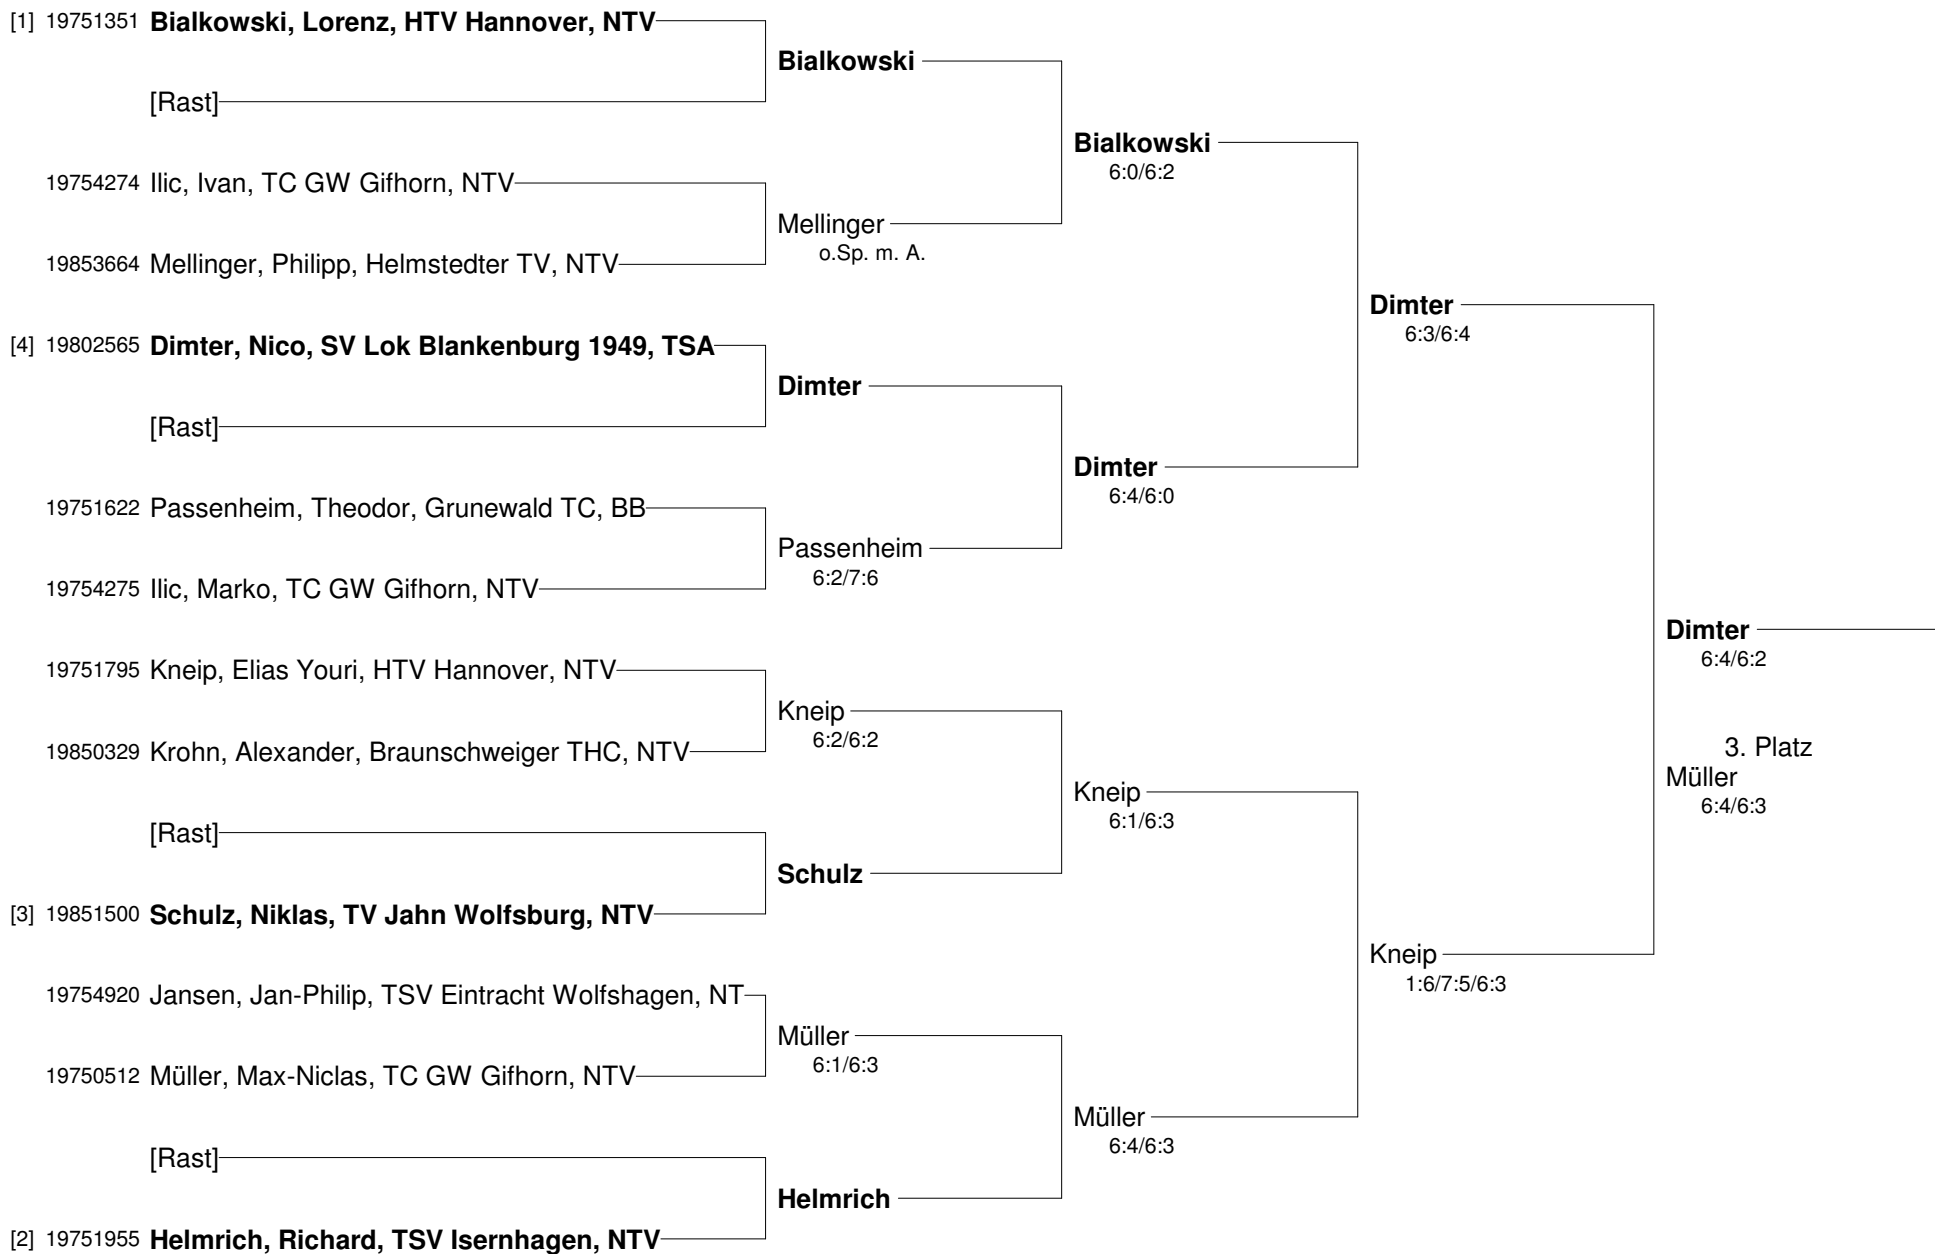 [1] 19751351 Bialkowski, Lorenz, HTV Hannover, NTV
Bialkowski
[Rast]
Bialkowski
6:0/6:2
19754274 Ilic, Ivan, TC GW Gifhorn, NTV
Mellinger
o.Sp. m. A.
19853664 Mellinger, Philipp, Helmstedter TV, NTV
Dimter
6:3/6:4
[4] 19802565 Dimter, Nico, SV Lok Blankenburg 1949, TSA
Dimter
[Rast]
Dimter
6:4/6:0
19751622 Passenheim, Theodor, Grunewald TC, BB
Passenheim
6:2/7:6
19754275 Ilic, Marko, TC GW Gifhorn, NTV
Dimter
6:4/6:2
19751795 Kneip, Elias Youri, HTV Hannover, NTV
Kneip
6:2/6:2
19850329 Krohn, Alexander, Braunschweiger THC, NTV
3. Platz
Müller
6:4/6:3
Kneip
6:1/6:3
[Rast]
Schulz
[3] 19851500 Schulz, Niklas, TV Jahn Wolfsburg, NTV
Kneip
1:6/7:5/6:3
19754920 Jansen, Jan-Philip, TSV Eintracht Wolfshagen, NT
Müller
6:1/6:3
19750512 Müller, Max-Niclas, TC GW Gifhorn, NTV
Müller
6:4/6:3
[Rast]
Helmrich
[2] 19751955 Helmrich, Richard, TSV Isernhagen, NTV